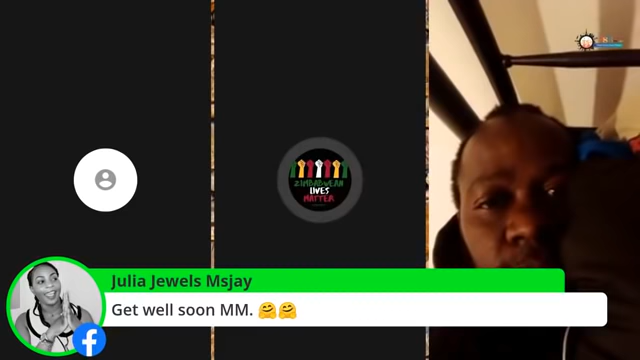 ZIMBABWEAN
LIVES
MATTER
Julia Jewels Msjay
Get well soon MM. 🤗🤗